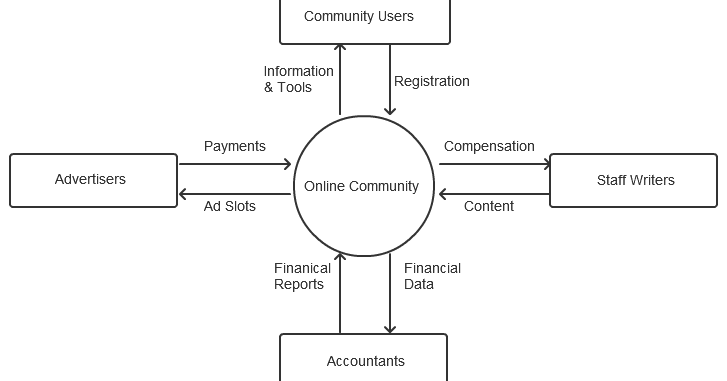 Community Users
Information
& Tools
Registration
Payments
Compensation
Advertisers
Online Community
Staff Writers
Ad Slots
Content
Finanical
Reports
Financial
Data
Accountants